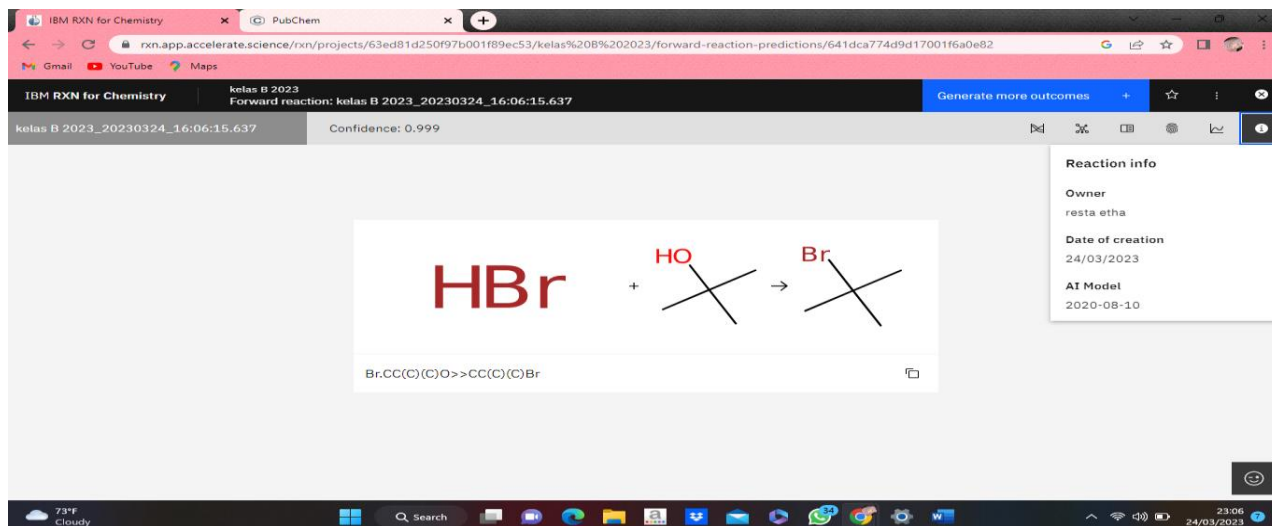 IBM RXN for Chemistry
PubChem
rxn.app.accelerate.science/rxn/projects/63ed81d250f97b001f89ec53/kelas%20B%202023/forward-reaction-predictions/641dca774d9d17001f6a0e82
Gmail YouTube Maps
IBM RXN for Chemistry
kelas B 2023
Forward reaction: kelas B 2023_20230324_16:06:15.637
Generate more outcomes +
kelas B 2023_20230324_16:06:15.637
Confidence: 0.999
Reaction info
Owner
resta etha
Date of creation
24/03/2023
AI Model
2020-08-10
HBr + HO → Br
Br.CC(C)(C)O>>CC(C)(C)Br
73°F
Cloudy
Search
34
23:06
24/03/2023
7